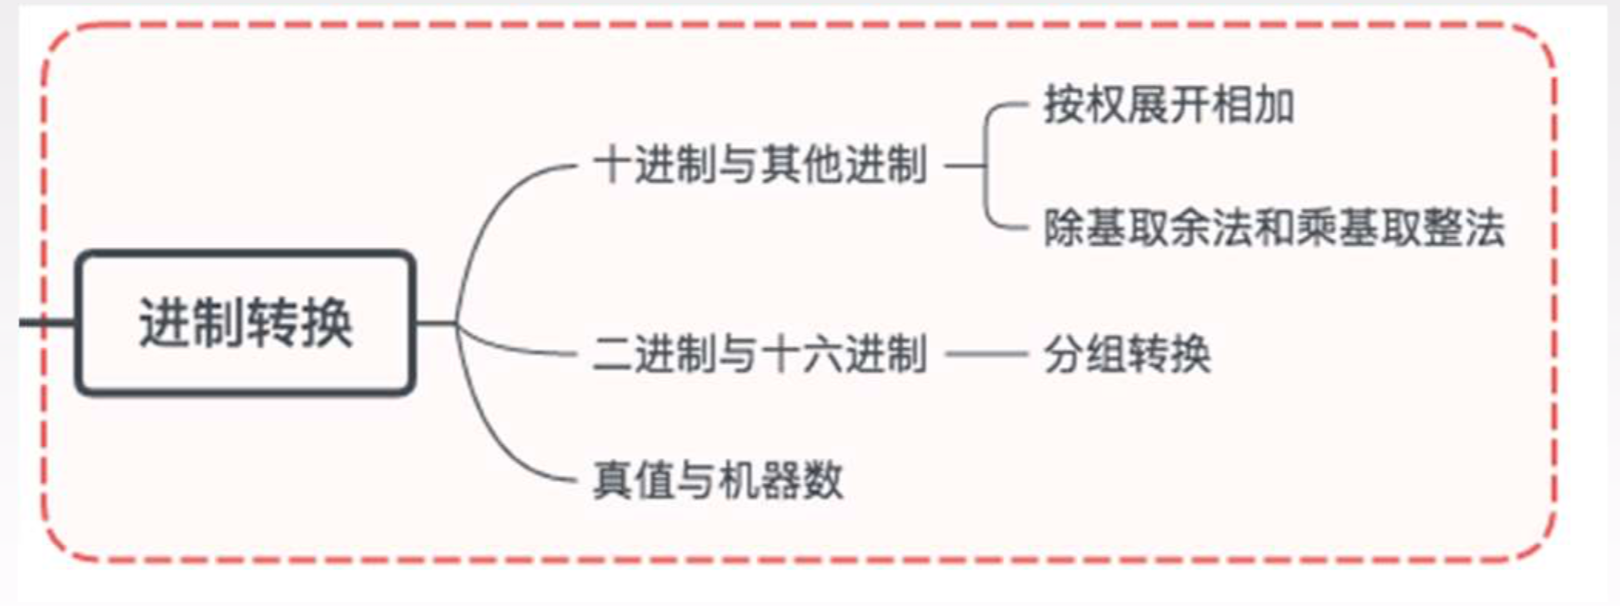 进制转换
十进制与其他进制
按权展开相加
除基取余法和乘基取整法
二进制与十六进制
分组转换
真值与机器数